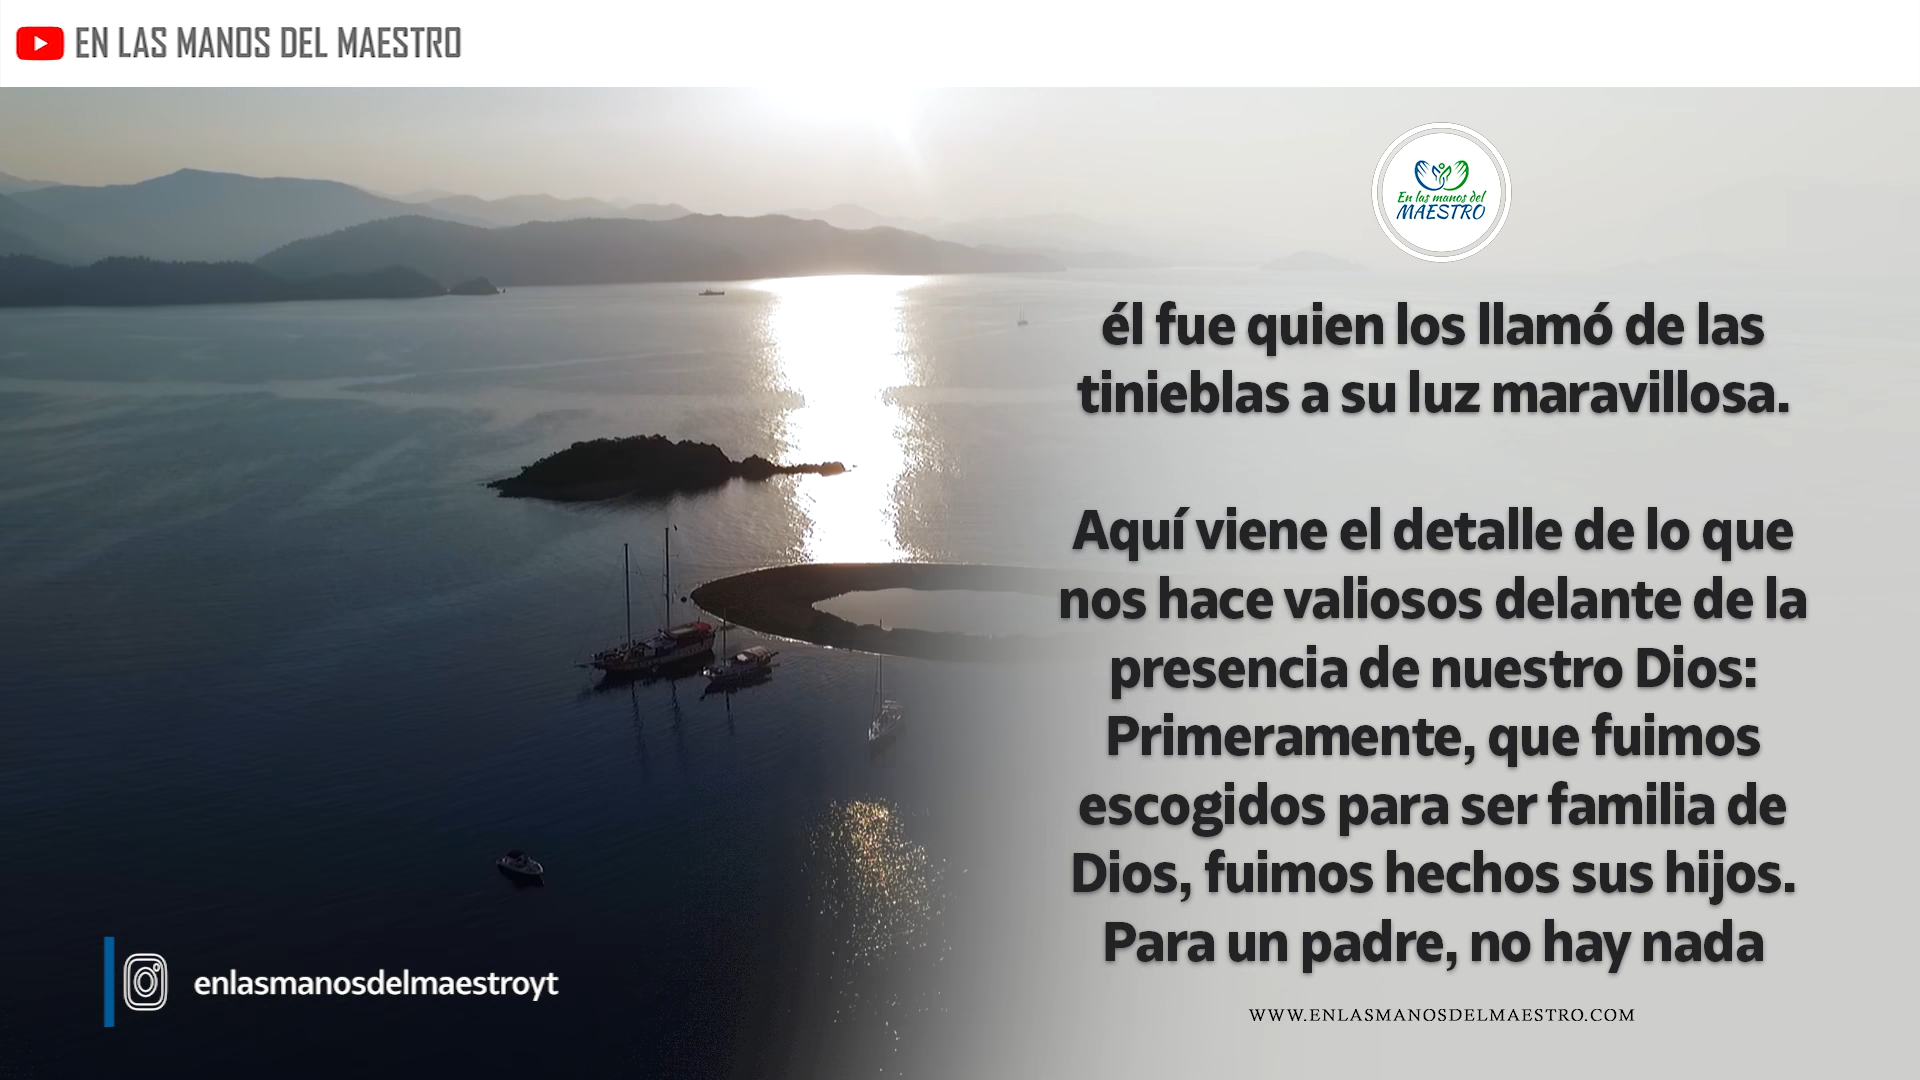 EN LAS MANOS DEL MAESTRO
En las manos del
MAESTRO
él fue quien los llamó de las
tinieblas a su luz maravillosa.
Aquí viene el detalle de lo que
nos hace valiosos delante de la
presencia de nuestro Dios:
Primeramente, que fuimos
escogidos para ser familia de
Dios, fuimos hechos sus hijos.
Para un padre, no hay nada
enlasmanosdelmaestroyt
WWW.ENLASMANOSDELMAESTRO.COM